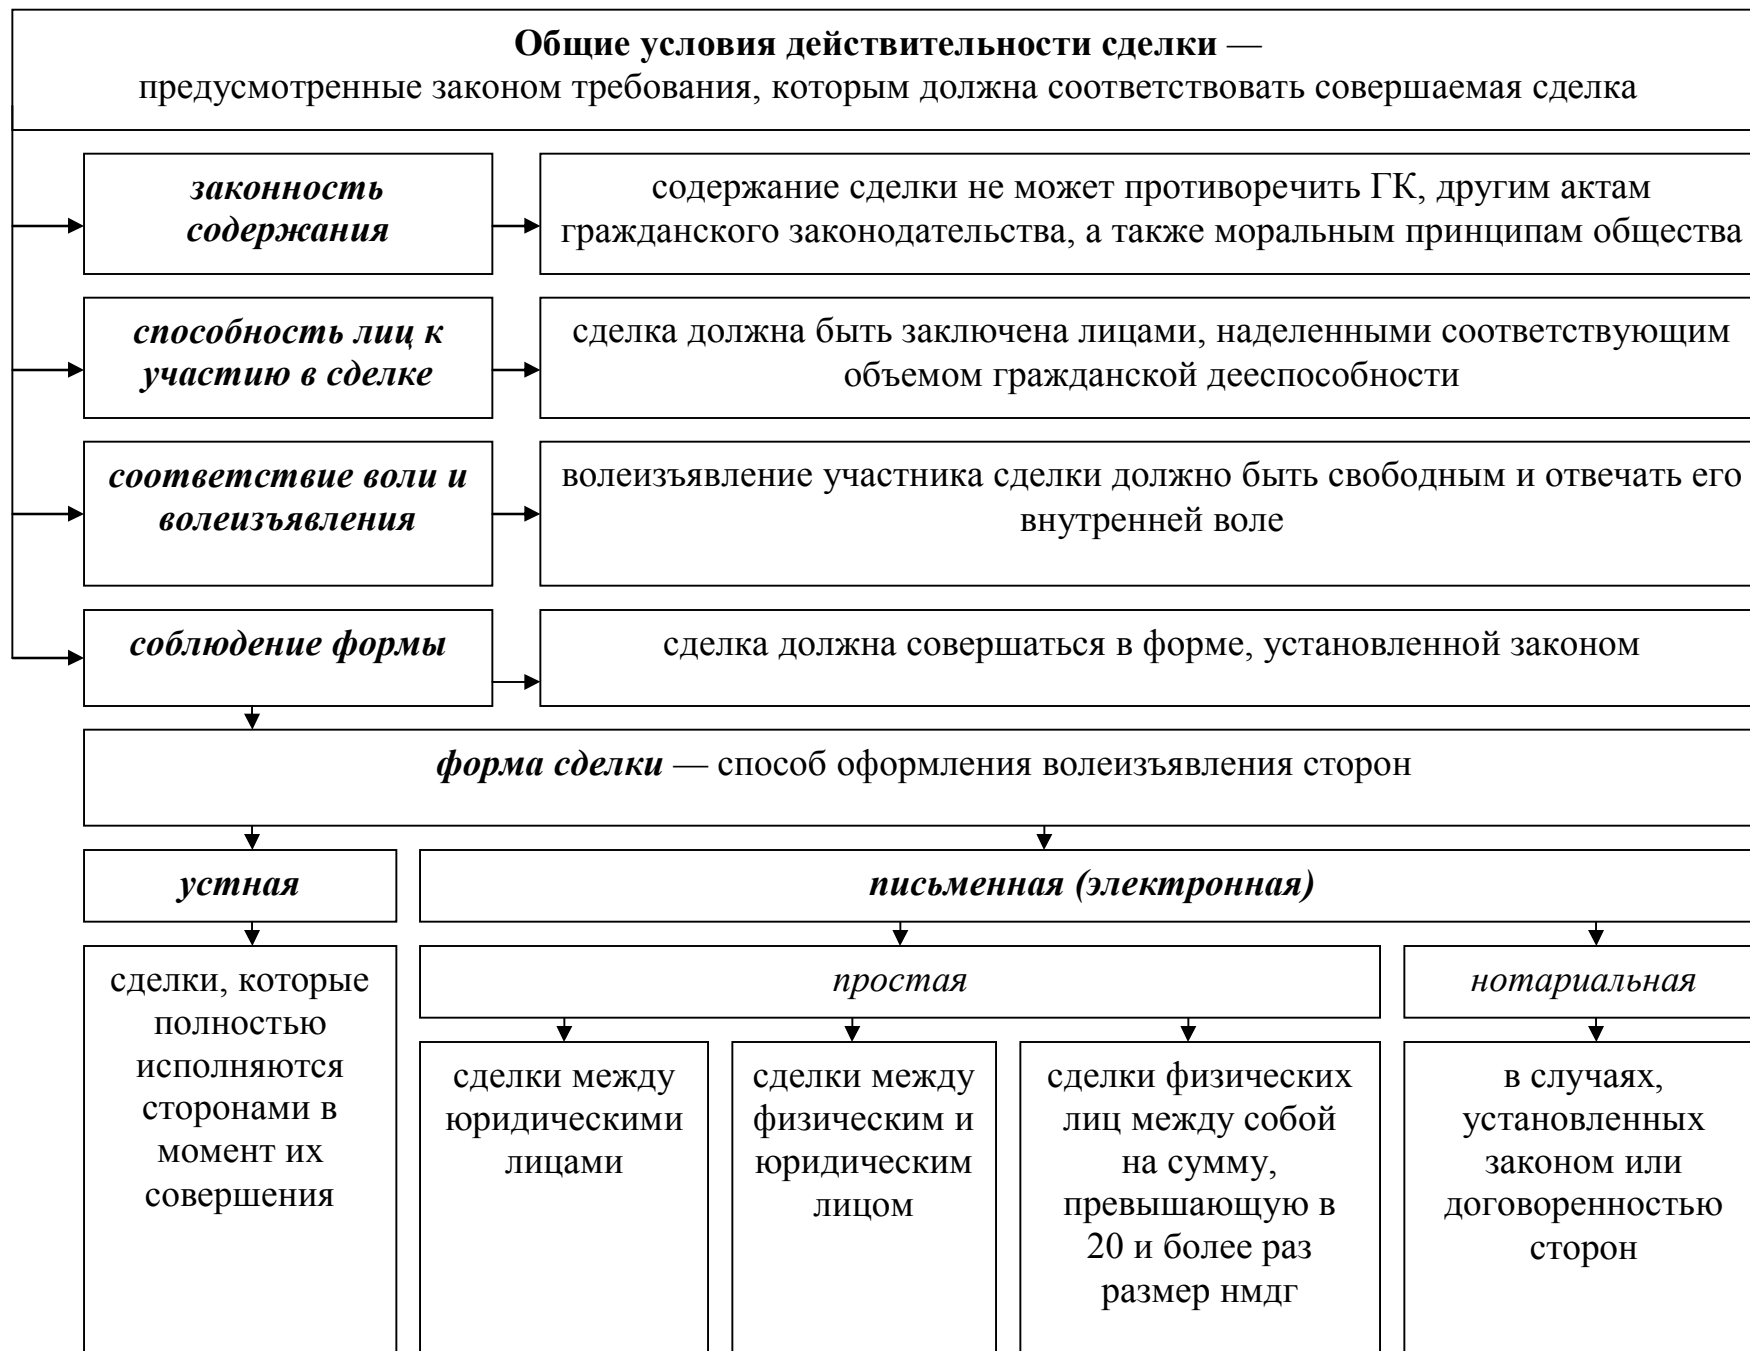 Общие условия действительности сделки —
предусмотренные законом требования, которым должна соответствовать совершаемая сделка
законность
содержания
содержание сделки не может противоречить ГК, другим актам
гражданского законодательства, а также моральным принципам общества
способность лиц к
участию в сделке
сделка должна быть заключена лицами, наделенными соответствующим
объемом гражданской дееспособности
соответствие воли и
волеизъявления
волеизъявление участника сделки должно быть свободным и отвечать его
внутренней воле
соблюдение формы
сделка должна совершаться в форме, установленной законом
форма сделки — способ оформления волеизъявления сторон
устная
письменная (электронная)
сделки, которые
полностью
исполняются
сторонами в
момент их
совершения
простая
нотариальная
сделки между
юридическими
лицами
сделки между
физическим и
юридическим
лицом
сделки физических
лиц между собой
на сумму,
превышающую в
20 и более раз
размер нмдг
в случаях,
установленных
законом или
договоренностью
сторон